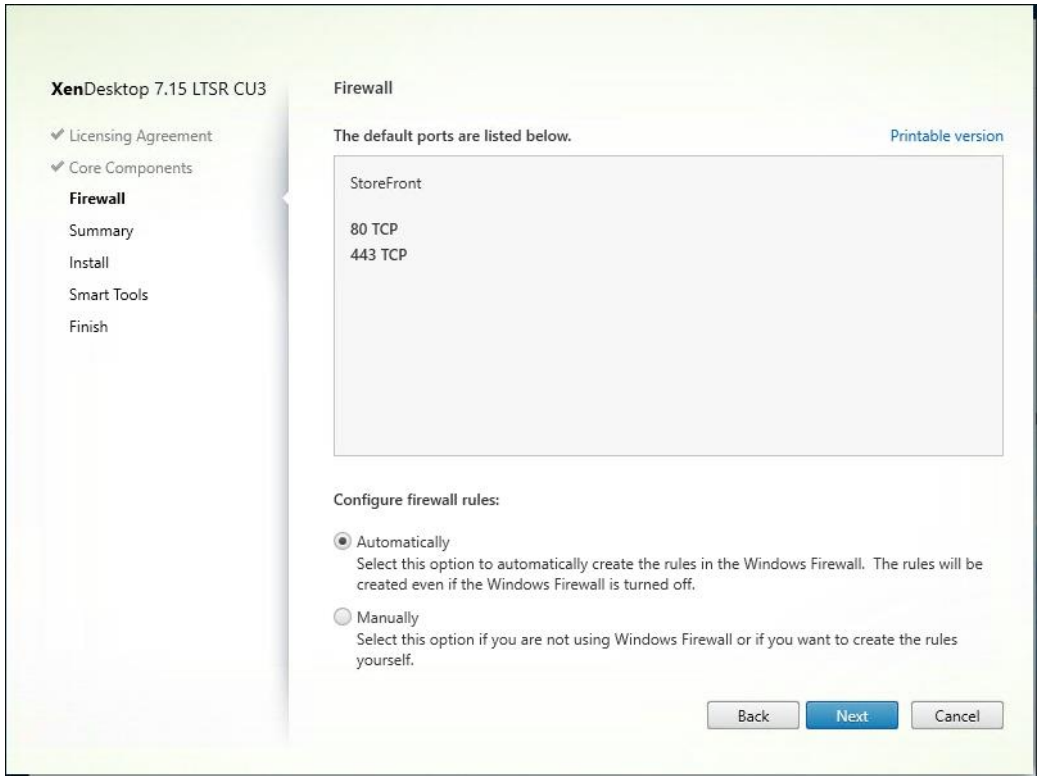 XenDesktop 7.15 LTSR CU3
Licensing Agreement
Core Components
Firewall
Summary
Install
Smart Tools
Finish
Firewall
The default ports are listed below.
Printable version
StoreFront
80 TCP
443 TCP
Configure firewall rules:
Automatically
Select this option to automatically create the rules in the Windows Firewall.  The rules will be
created even if the Windows Firewall is turned off.
Manually
Select this option if you are not using Windows Firewall or if you want to create the rules
yourself.
Back
Next
Cancel